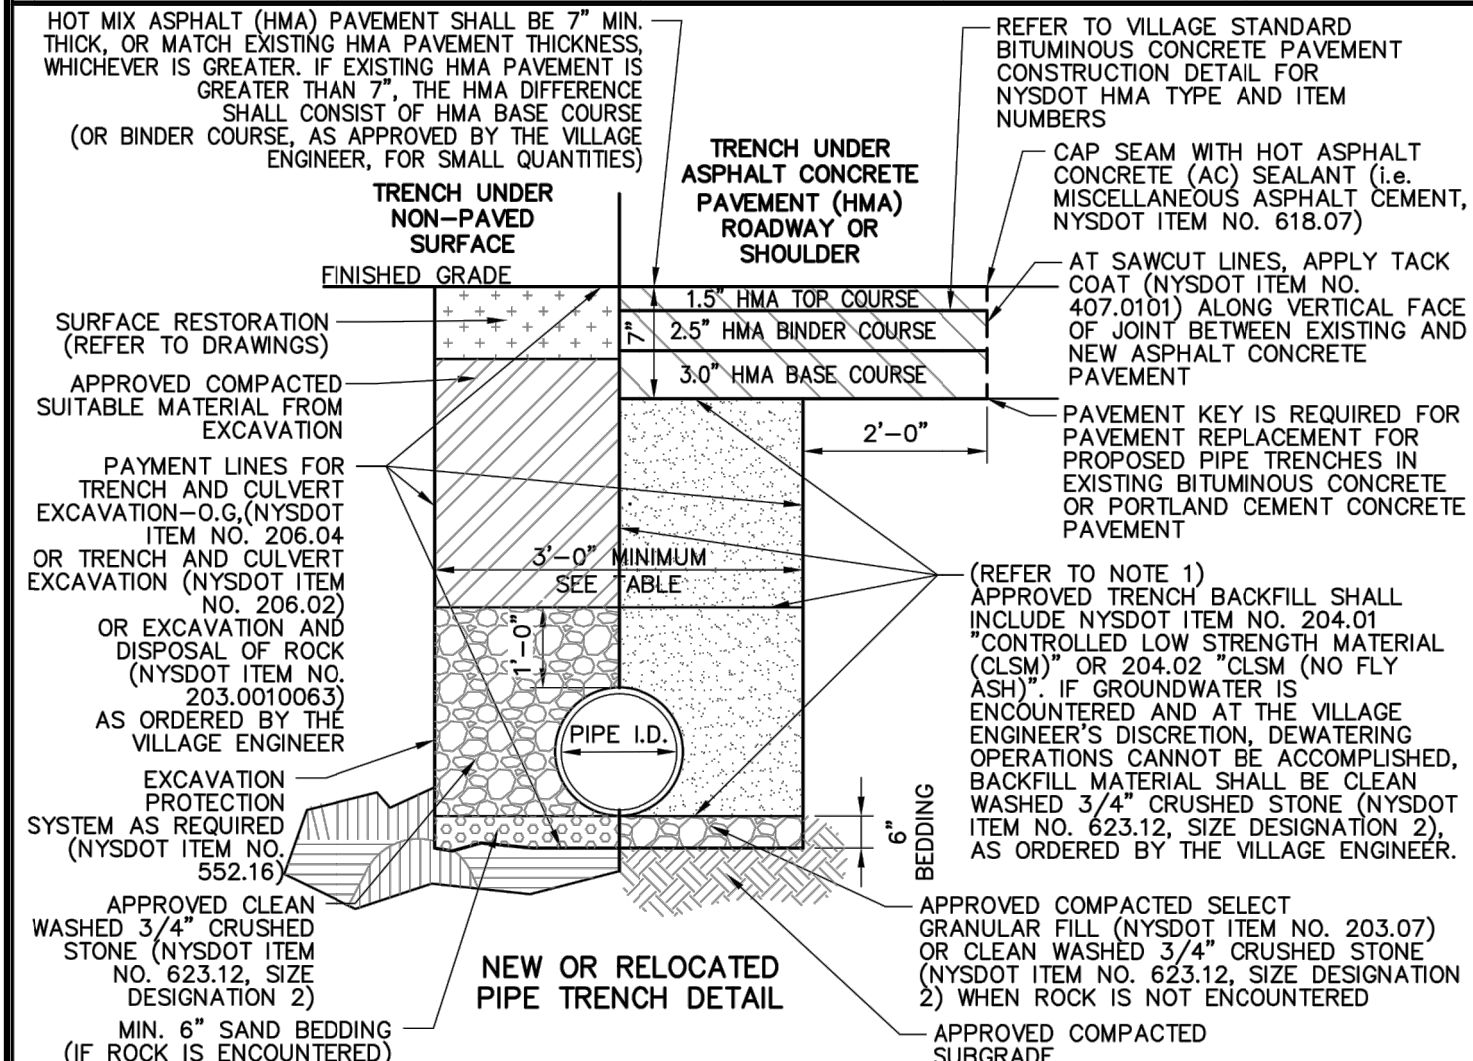 HOT MIX ASPHALT (HMA) PAVEMENT SHALL BE 7" MIN.
THICK, OR MATCH EXISTING HMA PAVEMENT THICKNESS,
WHICHEVER IS GREATER. IF EXISTING HMA PAVEMENT IS
GREATER THAN 7", THE HMA DIFFERENCE
SHALL CONSIST OF HMA BASE COURSE
(OR BINDER COURSE, AS APPROVED BY THE VILLAGE
ENGINEER, FOR SMALL QUANTITIES)
REFER TO VILLAGE STANDARD
BITUMINOUS CONCRETE PAVEMENT
CONSTRUCTION DETAIL FOR
NYSDOT HMA TYPE AND ITEM
NUMBERS
TRENCH UNDER
NON-PAVED
SURFACE
TRENCH UNDER
ASPHALT CONCRETE
PAVEMENT (HMA)
ROADWAY OR
SHOULDER
CAP SEAM WITH HOT ASPHALT
CONCRETE (AC) SEALANT (i.e.
MISCELLANEOUS ASPHALT CEMENT,
NYSDOT ITEM NO. 618.07)
FINISHED GRADE
AT SAWCUT LINES, APPLY TACK
COAT (NYSDOT ITEM NO.
407.0101) ALONG VERTICAL FACE
OF JOINT BETWEEN EXISTING AND
NEW ASPHALT CONCRETE
PAVEMENT
1.5" HMA TOP COURSE
2.5" HMA BINDER COURSE
3.0" HMA BASE COURSE
7"
SURFACE RESTORATION
(REFER TO DRAWINGS)
APPROVED COMPACTED
SUITABLE MATERIAL FROM
EXCAVATION
2'-0"
PAVEMENT KEY IS REQUIRED FOR
PAVEMENT REPLACEMENT FOR
PROPOSED PIPE TRENCHES IN
EXISTING BITUMINOUS CONCRETE
OR PORTLAND CEMENT CONCRETE
PAVEMENT
PAYMENT LINES FOR
TRENCH AND CULVERT
EXCAVATION-O.G,(NYSDOT
ITEM NO. 206.04
OR TRENCH AND CULVERT
EXCAVATION (NYSDOT ITEM
NO. 206.02)
OR EXCAVATION AND
DISPOSAL OF ROCK
(NYSDOT ITEM NO.
203.0010063)
AS ORDERED BY THE
VILLAGE ENGINEER
3'-0" MINIMUM
SEE TABLE
1'-0"
PIPE I.D.
(REFER TO NOTE 1)
APPROVED TRENCH BACKFILL SHALL
INCLUDE NYSDOT ITEM NO. 204.01
"CONTROLLED LOW STRENGTH MATERIAL
(CLSM)" OR 204.02 "CLSM (NO FLY
ASH)". IF GROUNDWATER IS
ENCOUNTERED AND AT THE VILLAGE
ENGINEER'S DISCRETION, DEWATERING
OPERATIONS CANNOT BE ACCOMPLISHED,
BACKFILL MATERIAL SHALL BE CLEAN
WASHED 3/4" CRUSHED STONE (NYSDOT
ITEM NO. 623.12, SIZE DESIGNATION 2),
AS ORDERED BY THE VILLAGE ENGINEER.
EXCAVATION
PROTECTION
SYSTEM AS REQUIRED
(NYSDOT ITEM NO.
552.16)
6"
BEDDING
APPROVED CLEAN
WASHED 3/4" CRUSHED
STONE (NYSDOT ITEM
NO. 623.12, SIZE
DESIGNATION 2)
APPROVED COMPACTED SELECT
GRANULAR FILL (NYSDOT ITEM NO. 203.07)
OR CLEAN WASHED 3/4" CRUSHED STONE
(NYSDOT ITEM NO. 623.12, SIZE DESIGNATION
2) WHEN ROCK IS NOT ENCOUNTERED
NEW OR RELOCATED
PIPE TRENCH DETAIL
MIN. 6" SAND BEDDING
(IF ROCK IS ENCOUNTERED)
APPROVED COMPACTED
SUBGRADE